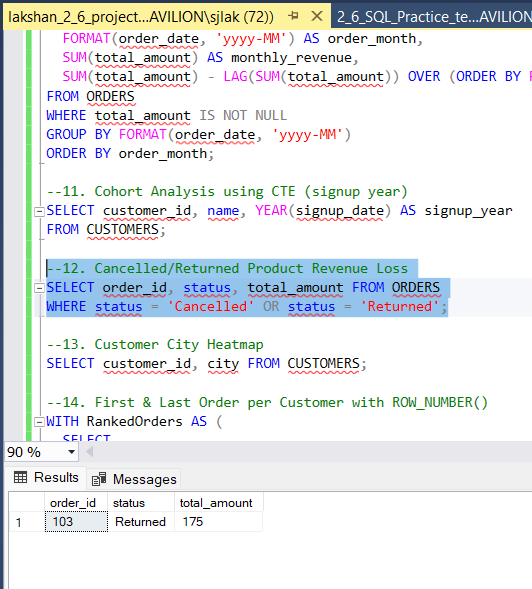 lakshan_2_6_project...AVILION\sjlak (72))
2_6_SQL_Practice_te...AVILION
FORMAT(order_date, 'yyyy-MM') AS order_month,
SUM(total_amount) AS monthly_revenue,
SUM(total_amount) - LAG(SUM(total_amount)) OVER (ORDER BY F
FROM ORDERS
WHERE total_amount IS NOT NULL
GROUP BY FORMAT(order_date, 'yyyy-MM')
ORDER BY order_month;
--11. Cohort Analysis using CTE (signup year)
SELECT customer_id, name, YEAR(signup_date) AS signup_year
FROM CUSTOMERS;
--12. Cancelled/Returned Product Revenue Loss
SELECT order_id, status, total_amount FROM ORDERS
WHERE status = 'Cancelled' OR status = 'Returned';
--13. Customer City Heatmap
SELECT customer_id, city FROM CUSTOMERS;
--14. First & Last Order per Customer with ROW_NUMBER()
WITH RankedOrders AS (
SELECT
90 %
Results Messages
order_id status total_amount
1 103 Returned 175